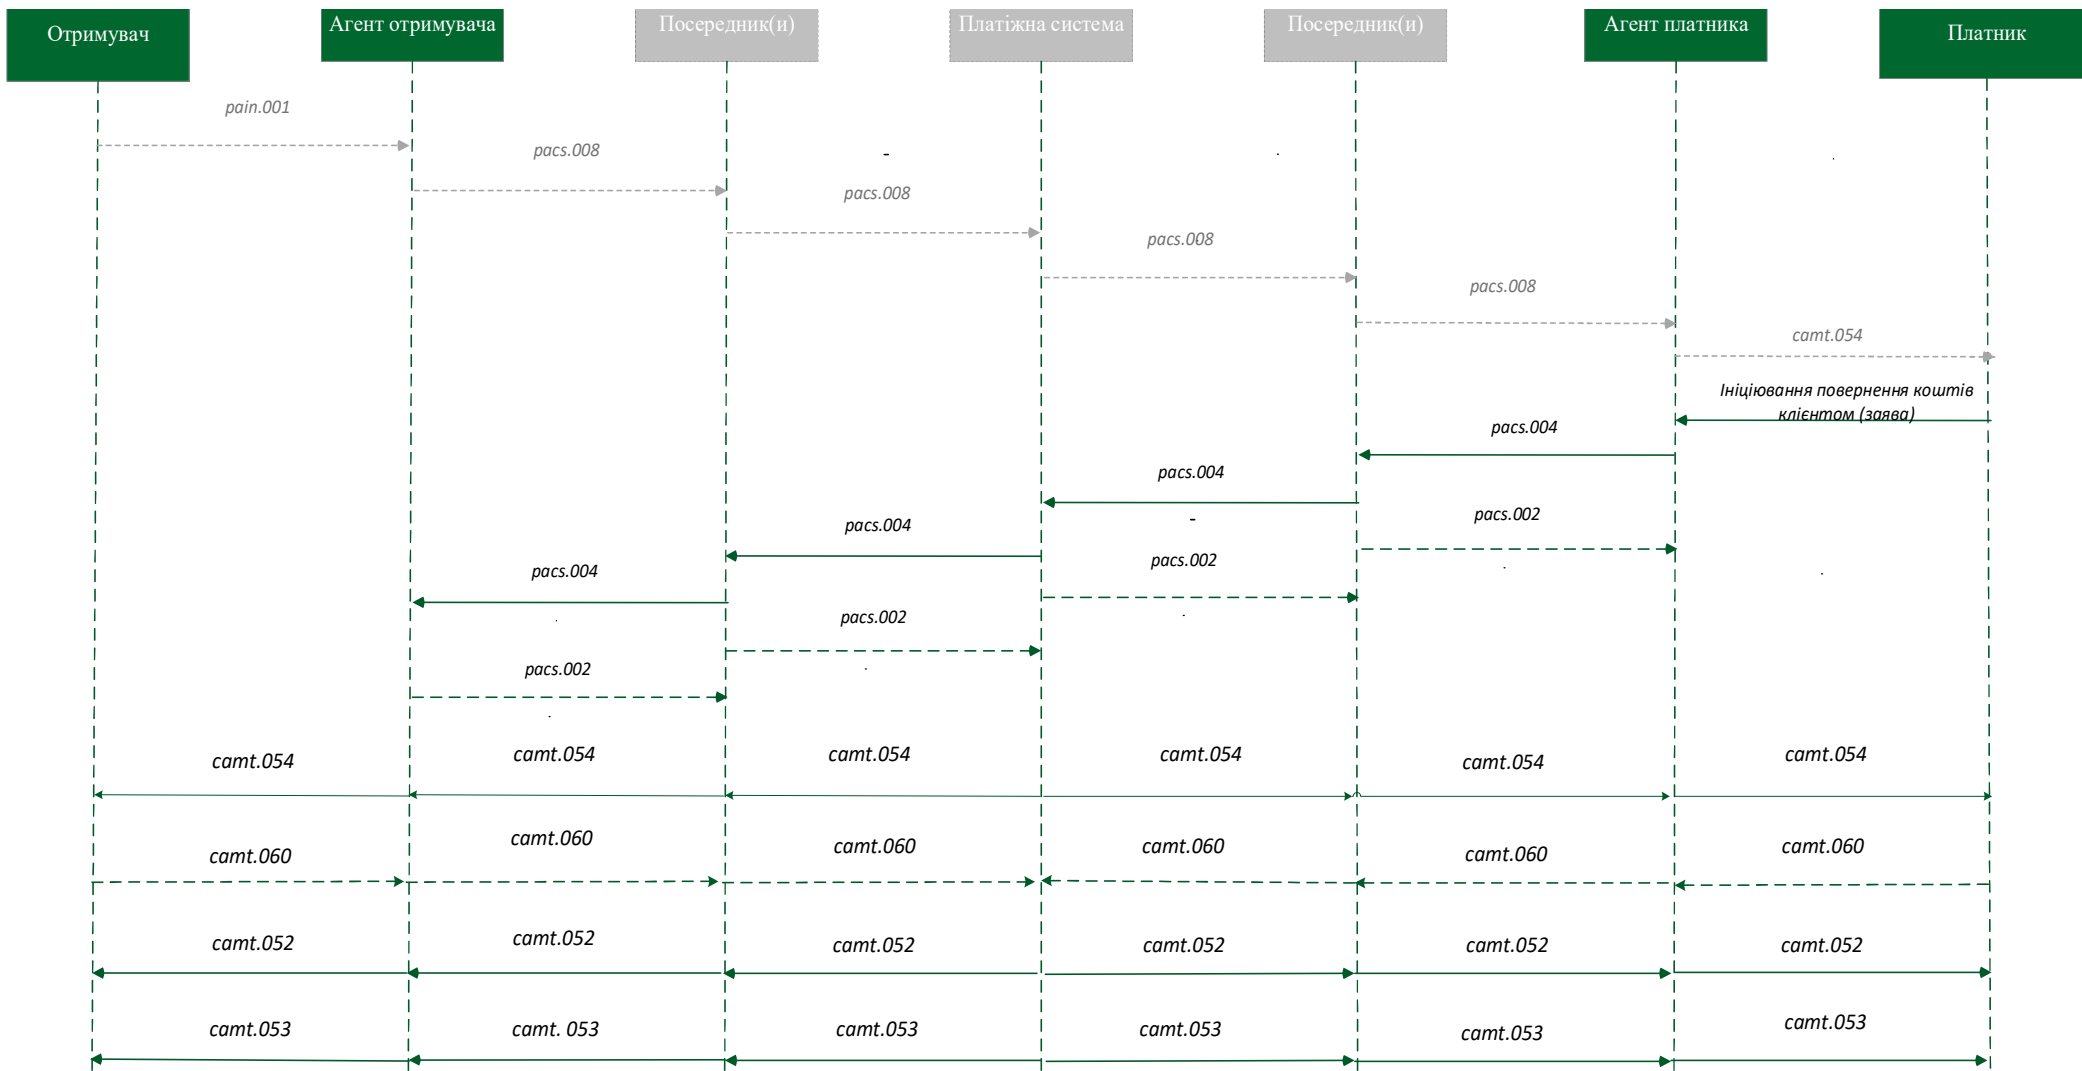 Отримувач
Агент отримувача
Посередник(и)
Платіжна система
Посередник(и)
Агент платника
Платник
pain.001
pacs.008
pacs.008
pacs.008
pacs.008
camt.054
Ініціювання повернення коштів
клієнтом (заява)
pacs.004
pacs.004
pacs.004
pacs.002
pacs.002
pacs.004
pacs.002
pacs.002
camt.054
camt.054
camt.054
camt.054
camt.054
camt.054
camt.060
camt.060
camt.060
camt.060
camt.060
camt.060
camt.052
camt.052
camt.052
camt.052
camt.052
camt.052
camt.053
camt. 053
camt.053
camt.053
camt.053
camt.053